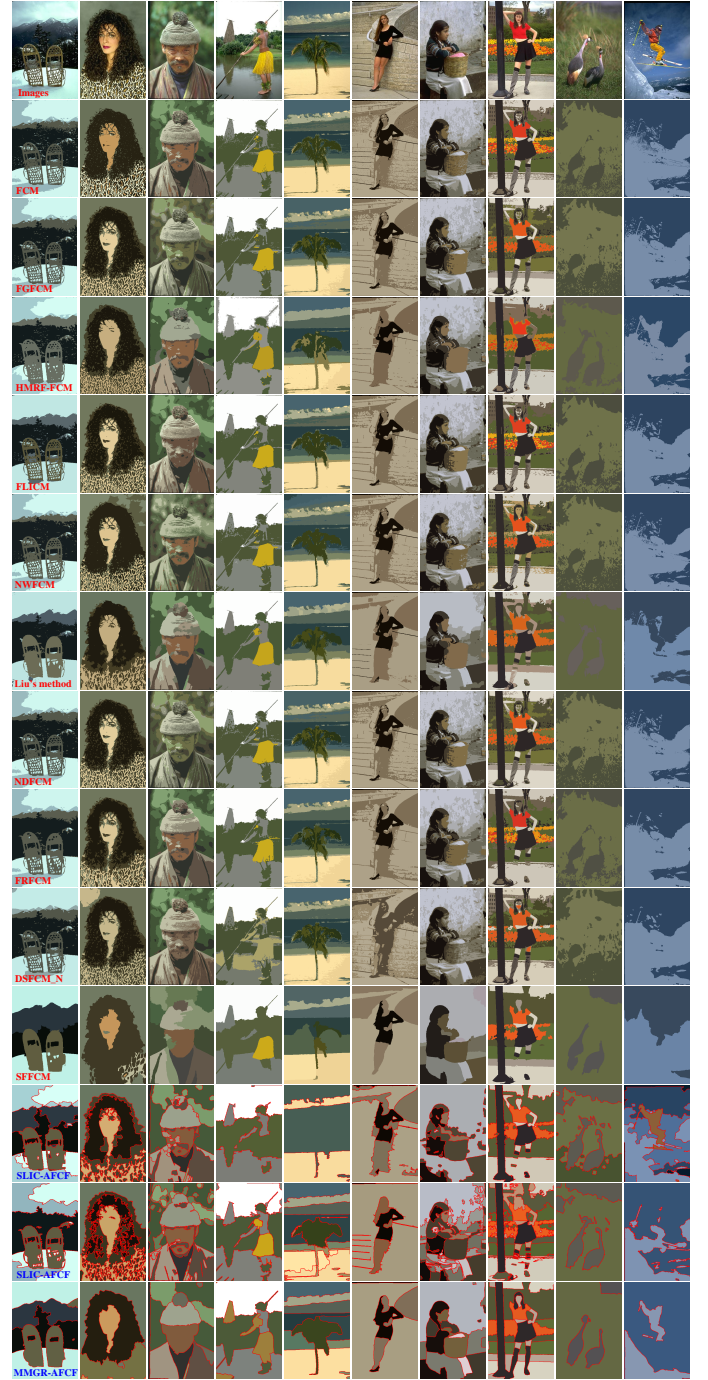 Images
FCM
FGFCM
HMRF-FCM
FLICM
NWFCM
Liu's method
NDFCM
FRFCM
DSFCM_N
SFFCM
SLIC-AFCF
SLIC-AFCF
MMGR-AFCF